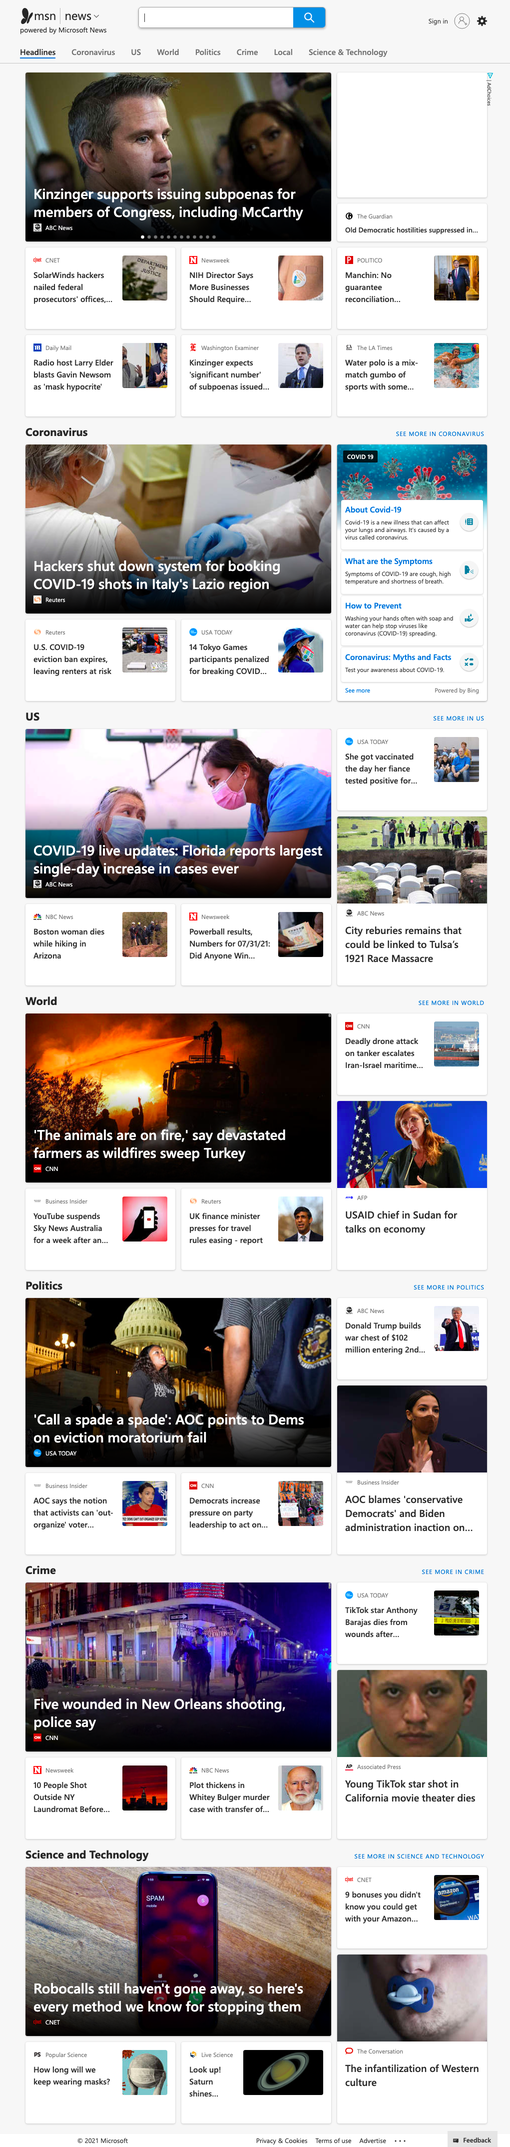 msn news
powered by Microsoft News
Sign in
Headlines Coronavirus US World Politics Crime Local Science & Technology
Kinzinger supports issuing subpoenas for
members of Congress, including McCarthy
ABC News
AdChoices
The Guardian
Old Democratic hostilities suppressed in...
CNET
SolarWinds hackers
nailed federal
prosecutors' offices,...
Newsweek
NIH Director Says
More Businesses
Should Require...
POLITICO
Manchin: No
guarantee
reconciliation...
Daily Mail
Radio host Larry Elder
blasts Gavin Newsom
as 'mask hypocrite'
Washington Examiner
Kinzinger expects
'significant number'
of subpoenas issued...
The LA Times
Water polo is a mix-
match gumbo of
sports with some...
Coronavirus
SEE MORE IN CORONAVIRUS
Hackers shut down system for booking
COVID-19 shots in Italy's Lazio region
Reuters
COVID 19
About Covid-19
Covid-19 is a new illness that can affect
your lungs and airways. It's caused by a
virus called coronavirus.
What are the Symptoms
Symptoms of COVID-19 are cough, high
temperature and shortness of breath.
How to Prevent
Washing your hands often with soap and
water can help stop viruses like
coronavirus (COVID-19) spreading.
Coronavirus: Myths and Facts
Test your awareness about COVID-19.
See more
Powered by Bing
Reuters
U.S. COVID-19
eviction ban expires,
leaving renters at risk
USA TODAY
14 Tokyo Games
participants penalized
for breaking COVID...
US
SEE MORE IN US
COVID-19 live updates: Florida reports largest
single-day increase in cases ever
ABC News
USA TODAY
She got vaccinated
the day her fiance
tested positive for...
ABC News
City reburies remains that
could be linked to Tulsa's
1921 Race Massacre
NBC News
Boston woman dies
while hiking in
Arizona
Newsweek
Powerball results,
Numbers for 07/31/21:
Did Anyone Win...
World
SEE MORE IN WORLD
'The animals are on fire,' say devastated
farmers as wildfires sweep Turkey
CNN
CNN
Deadly drone attack
on tanker escalates
Iran-Israel maritime...
AFP
USAID chief in Sudan for
talks on economy
Business Insider
YouTube suspends
Sky News Australia
for a week after an...
Reuters
UK finance minister
presses for travel
rules easing - report
Politics
SEE MORE IN POLITICS
'Call a spade a spade': AOC points to Dems
on eviction moratorium fail
USA TODAY
ABC News
Donald Trump builds
war chest of $102
million entering 2nd...
Business Insider
AOC blames 'conservative
Democrats' and Biden
administration inaction on...
Business Insider
AOC says the notion
that activists can 'out-
organize' voter...
CNN
Democrats increase
pressure on party
leadership to act on...
Crime
SEE MORE IN CRIME
Five wounded in New Orleans shooting,
police say
CNN
USA TODAY
TikTok star Anthony
Barajas dies from
wounds after...
Associated Press
Young TikTok star shot in
California movie theater dies
Newsweek
10 People Shot
Outside NY
Laundromat Before...
NBC News
Plot thickens in
Whitey Bulger murder
case with transfer of...
Science and Technology
SEE MORE IN SCIENCE AND TECHNOLOGY
SPAM
mobile
Robocalls still haven't gone away, so here's
every method we know for stopping them
CNET
CNET
9 bonuses you didn't
know you could get
with your Amazon...
amazon
The Conversation
The infantilization of Western
culture
Popular Science
How long will we
keep wearing masks?
Live Science
Look up!
Saturn
shines...
© 2021 Microsoft
Privacy & Cookies Terms of use Advertise ...
Feedback